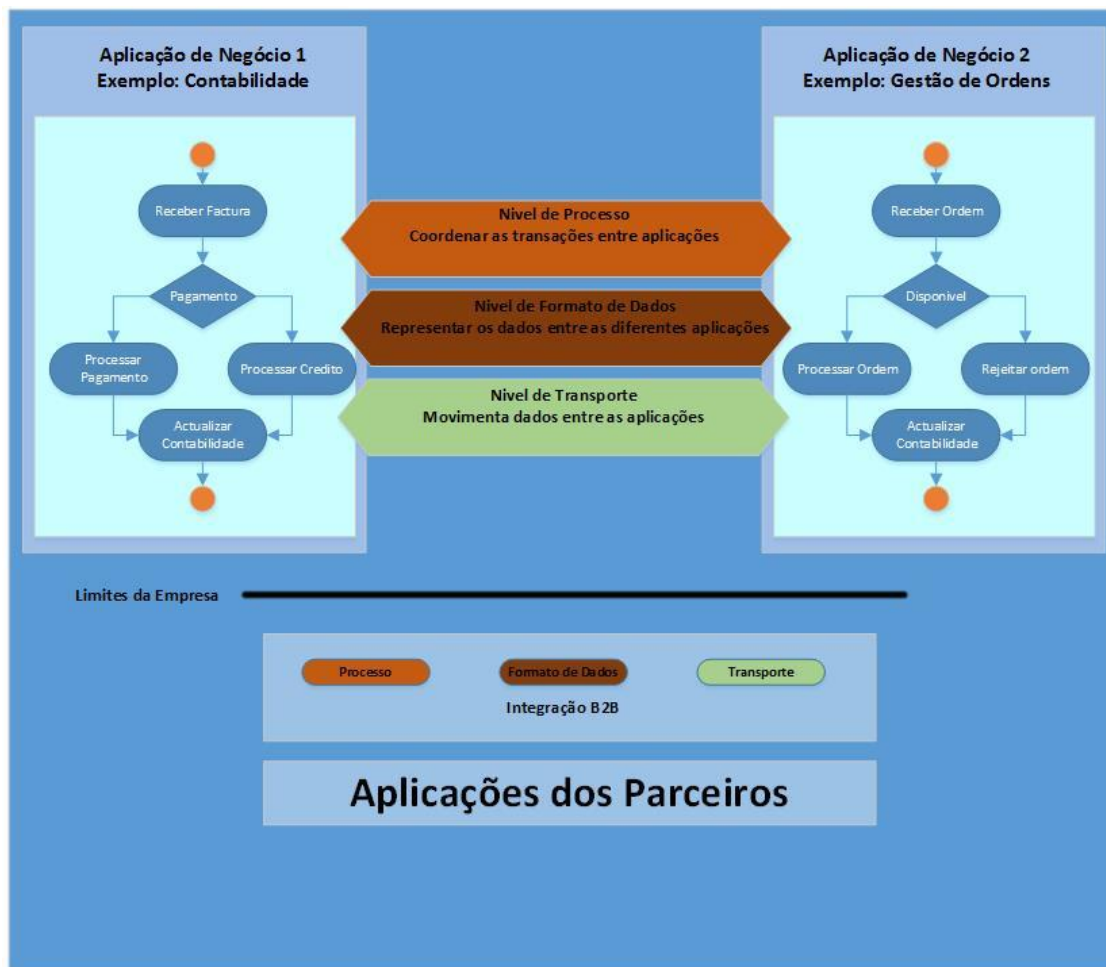 Aplicação de Negócio 1
Exemplo: Contabilidade
Receber Factura
Pagamento
Processar
Pagamento
Processar Credito
Actualizar
Contabilidade
Nivel de Processo
Coordenar as transações entre aplicações
Nivel de Formato de Dados
Representar os dados entre as diferentes aplicações
Nivel de Transporte
Movimenta dados entre as aplicações
Aplicação de Negócio 2
Exemplo: Gestão de Ordens
Receber Ordem
Disponivel
Processar Ordem
Rejeitar ordem
Actualizar
Contabilidade
Limites da Empresa
Processo
Formato de Dados
Transporte
Integração B2B
Aplicações dos Parceiros